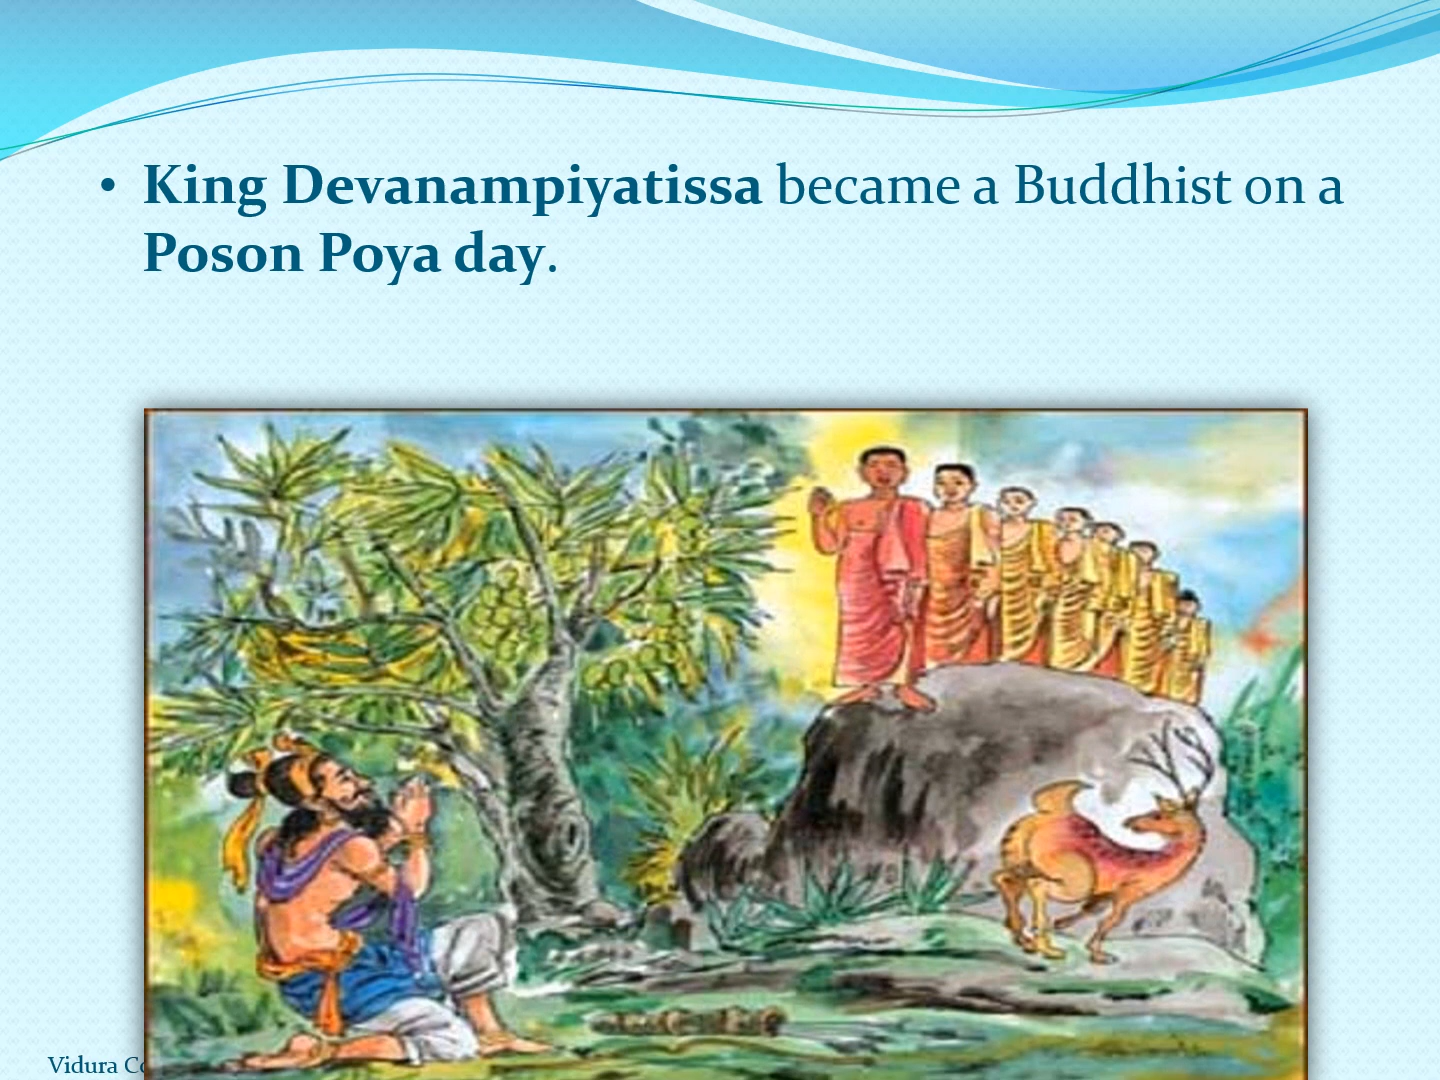 • King Devanampiyatissa became a Buddhist on a
Poson Poya day.
Vidura